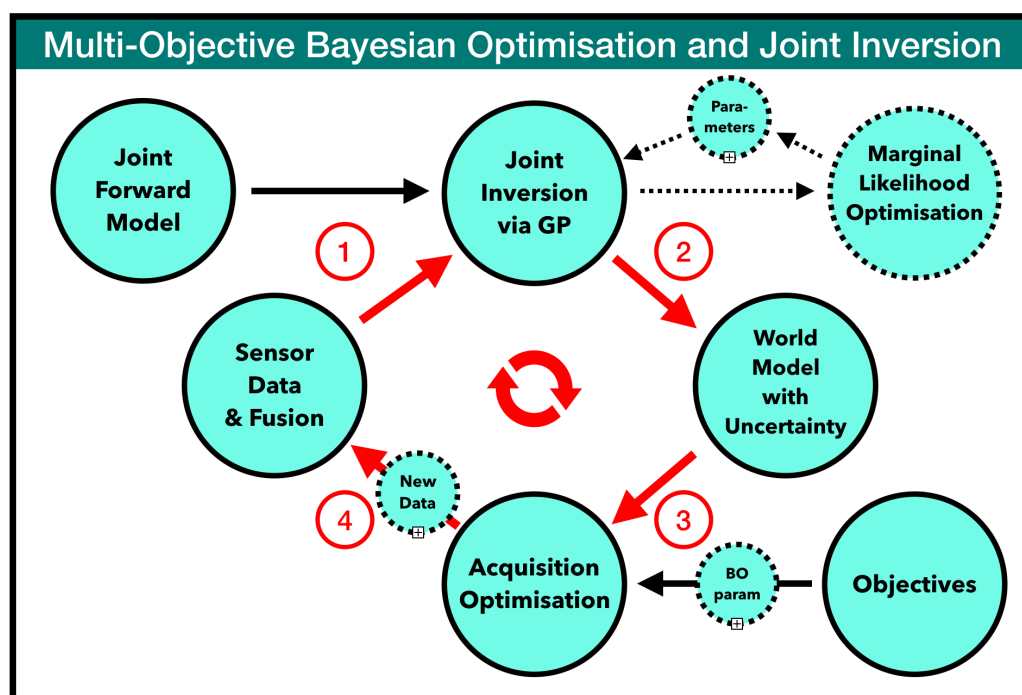 Multi-Objective Bayesian Optimisation and Joint Inversion
Joint
Forward
Model
Joint
Inversion
via GP
Para-
meters
Marginal
Likelihood
Optimisation
1
2
Sensor
Data
& Fusion
World
Model
with
Uncertainty
New
Data
4
3
Acquisition
Optimisation
BO
param
Objectives